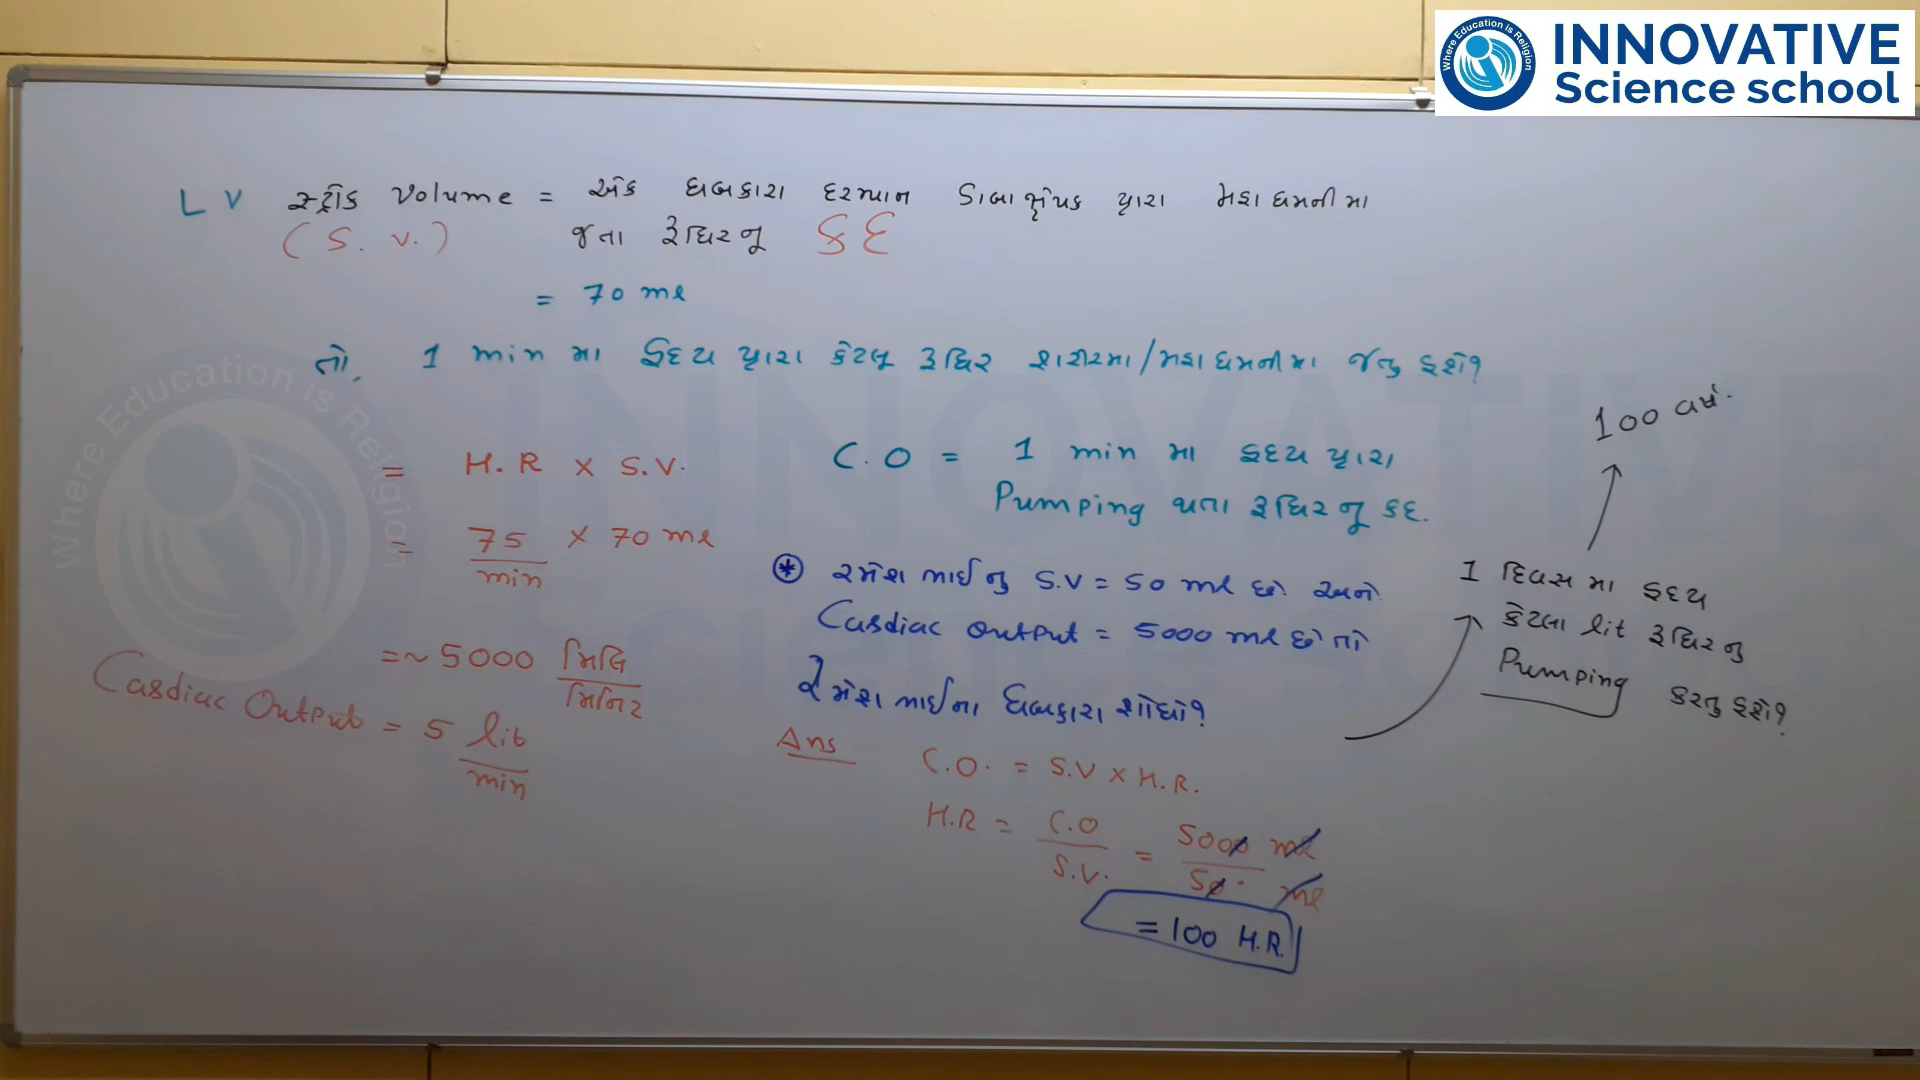 Where Education is Religion
INNOVATIVE
Science school
L V સ્ટ્રોક Volume = એક ધબકારા દરમ્યાન ડાબા ક્ષેપક દ્વારા મહાધમનીમા
(S. V.) જતા રૂધિરનૂ કદ
= 70 ml
તો, 1 min મા હૃદય દ્વારા કેટલૂ રૂધિર શરીરમા/મહાધમનીમા જતુ હશે?
= H.R × S.V.
= 75/min × 70 ml
= ~ 5000 મિલિ/મિનિટ
Cardiac Output = 5 lit/min
C.O = 1 min મા હૃદય દ્વારા
Pumping થતા રૂધિરનૂ કદ.
* રમેશભાઈનુ S.V = 50 ml છે અને
Cardiac Output = 5000 ml છે તો
રમેશભાઈના ધબકારા શોધો?
Ans C.O. = S.V × H.R.
H.R = C.O/S.V. = 5000 ml/50 ml
= 100 H.R.
100 વર્ષ.
1 દિવસ મા હૃદય
કેટલા lit રૂધિરનુ
Pumping કરતુ હશે?